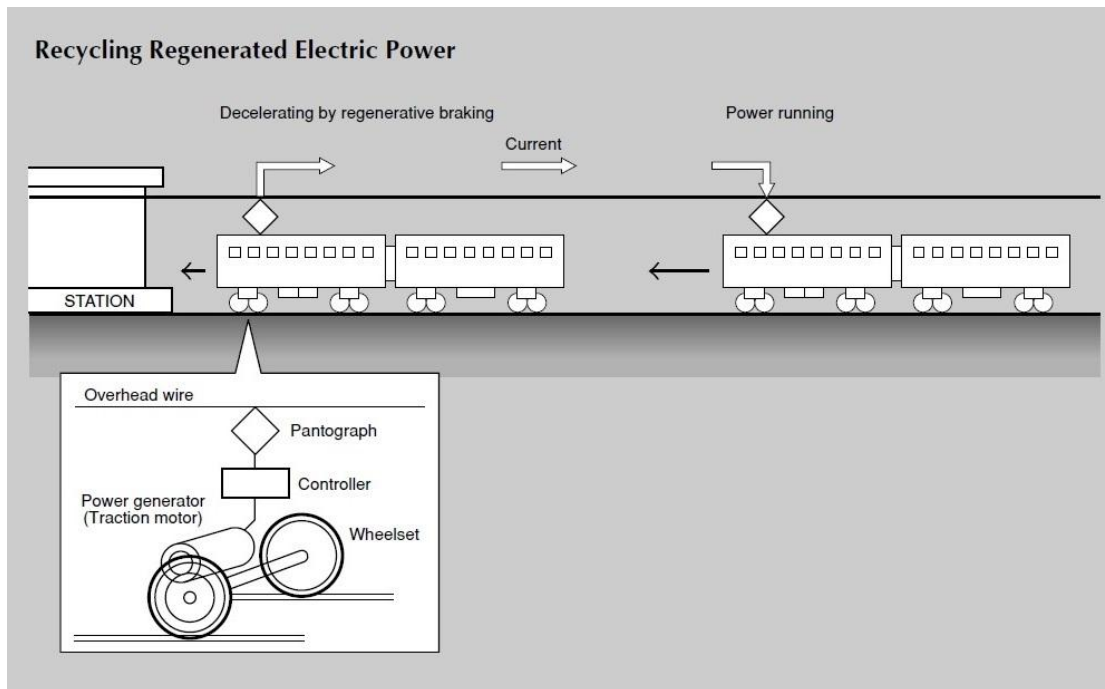 Recycling Regenerated Electric Power
Decelerating by regenerative braking
Power running
Current
STATION
Overhead wire
Pantograph
Controller
Power generator
(Traction motor)
Wheelset